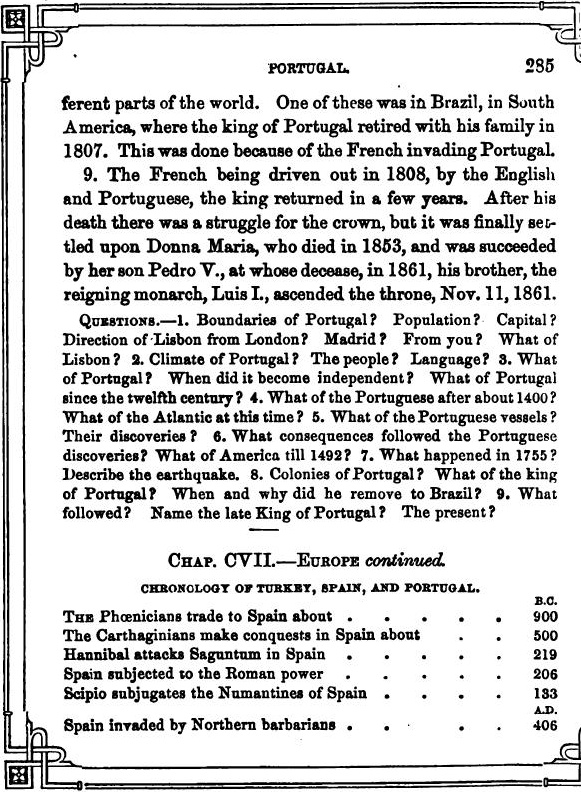 PORTUGAL. 285
ferent parts of the world. One of these was in Brazil, in South
America, where the king of Portugal retired with his family in
1807. This was done because of the French invading Portugal.
9. The French being driven out in 1808, by the English
and Portuguese, the king returned in a few years. After his
death there was a struggle for the crown, but it was finally set-
tled upon Donna Maria, who died in 1853, and was succeeded
by her son Pedro V., at whose decease, in 1861, his brother, the
reigning monarch, Luis I., ascended the throne, Nov. 11, 1861.
QUESTIONS.—1. Boundaries of Portugal? Population? Capital?
Direction of Lisbon from London? Madrid? From you? What of
Lisbon? 2. Climate of Portugal? The people? Language? 3. What
of Portugal? When did it become independent? What of Portugal
since the twelfth century? 4. What of the Portuguese after about 1400?
What of the Atlantic at this time? 5. What of the Portuguese vessels?
Their discoveries? 6. What consequences followed the Portuguese
discoveries? What of America till 1492? 7. What happened in 1755?
Describe the earthquake. 8. Colonies of Portugal? What of the king
of Portugal? When and why did he remove to Brazil? 9. What
followed? Name the late King of Portugal? The present?
CHAP. CVII.—EUROPE continued.
CHRONOLOGY OF TURKEY, SPAIN, AND PORTUGAL.
B.C.
THE Phœnicians trade to Spain about . . . . . 900
The Carthaginians make conquests in Spain about . . 500
Hannibal attacks Saguntum in Spain . . . . . 219
Spain subjected to the Roman power . . . . . 206
Scipio subjugates the Numantines of Spain . . . . 133
A.D.
Spain invaded by Northern barbarians . . . . 406